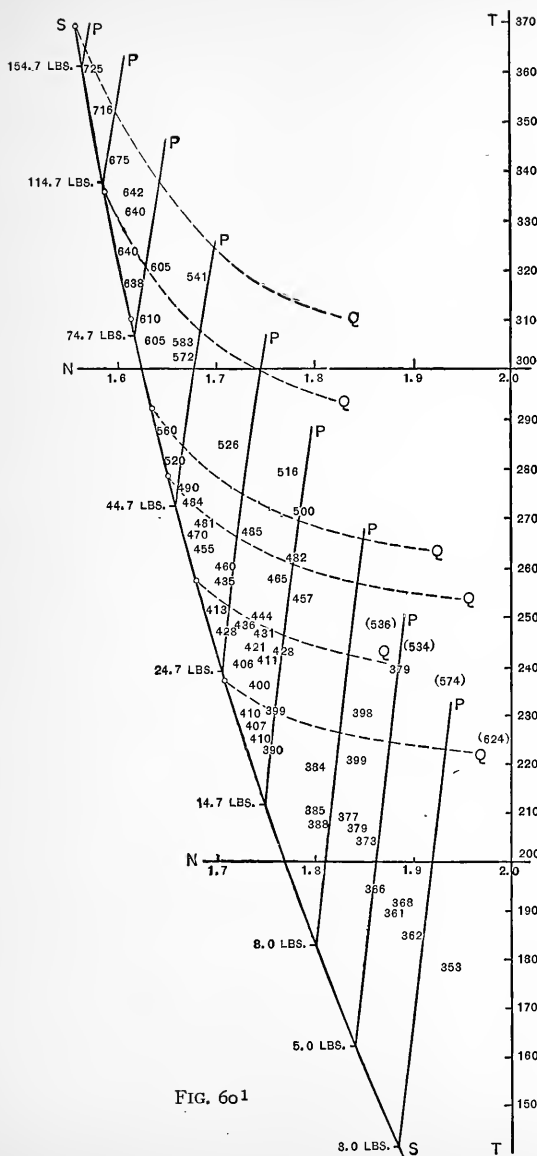 S P T 370
154.7 LBS. 725 P 360
716 350
675 P 340
114.7 LBS. 642
640 330
640 605 541 P 320
638 Q
610 310
74.7 LBS. 605 583 P
572 300
N 1.6 1.7 1.8 1.9 2.0
Q 290
560 526 516 P
520 280
490
44.7 LBS. 484 500 P 270
481
470 485 482 Q
455 460 465 260
435 457 Q
413 444 (536) P 250
436
428 431 Q (534)
421 428 379 240
24.7 LBS. 406 411 (574)
400 P
410 399 398 230
407 (624)
410 Q
390 399 220
384
14.7 LBS. 385 377 210
388 379
373
N 1.7 1.8 1.9 2.0 200
366
368 190
361
8.0 LBS. 362
353 180
170
5.0 LBS. 160
150
FIG. 60¹
3.0 LBS. S T